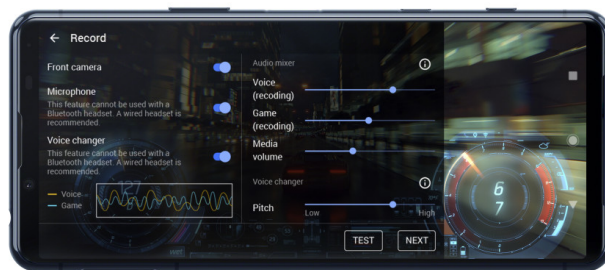 ← Record
Front camera
Microphone
This feature cannot be used with a
Bluetooth headset. A wired headset is
recommended.
Voice changer
This feature cannot be used with a
Bluetooth headset. A wired headset is
recommended.
Voice
Game
Audio mixer
Voice
(recoding)
Game
(recoding)
Media
volume
Voice changer
Pitch
Low High
TEST NEXT
6
7